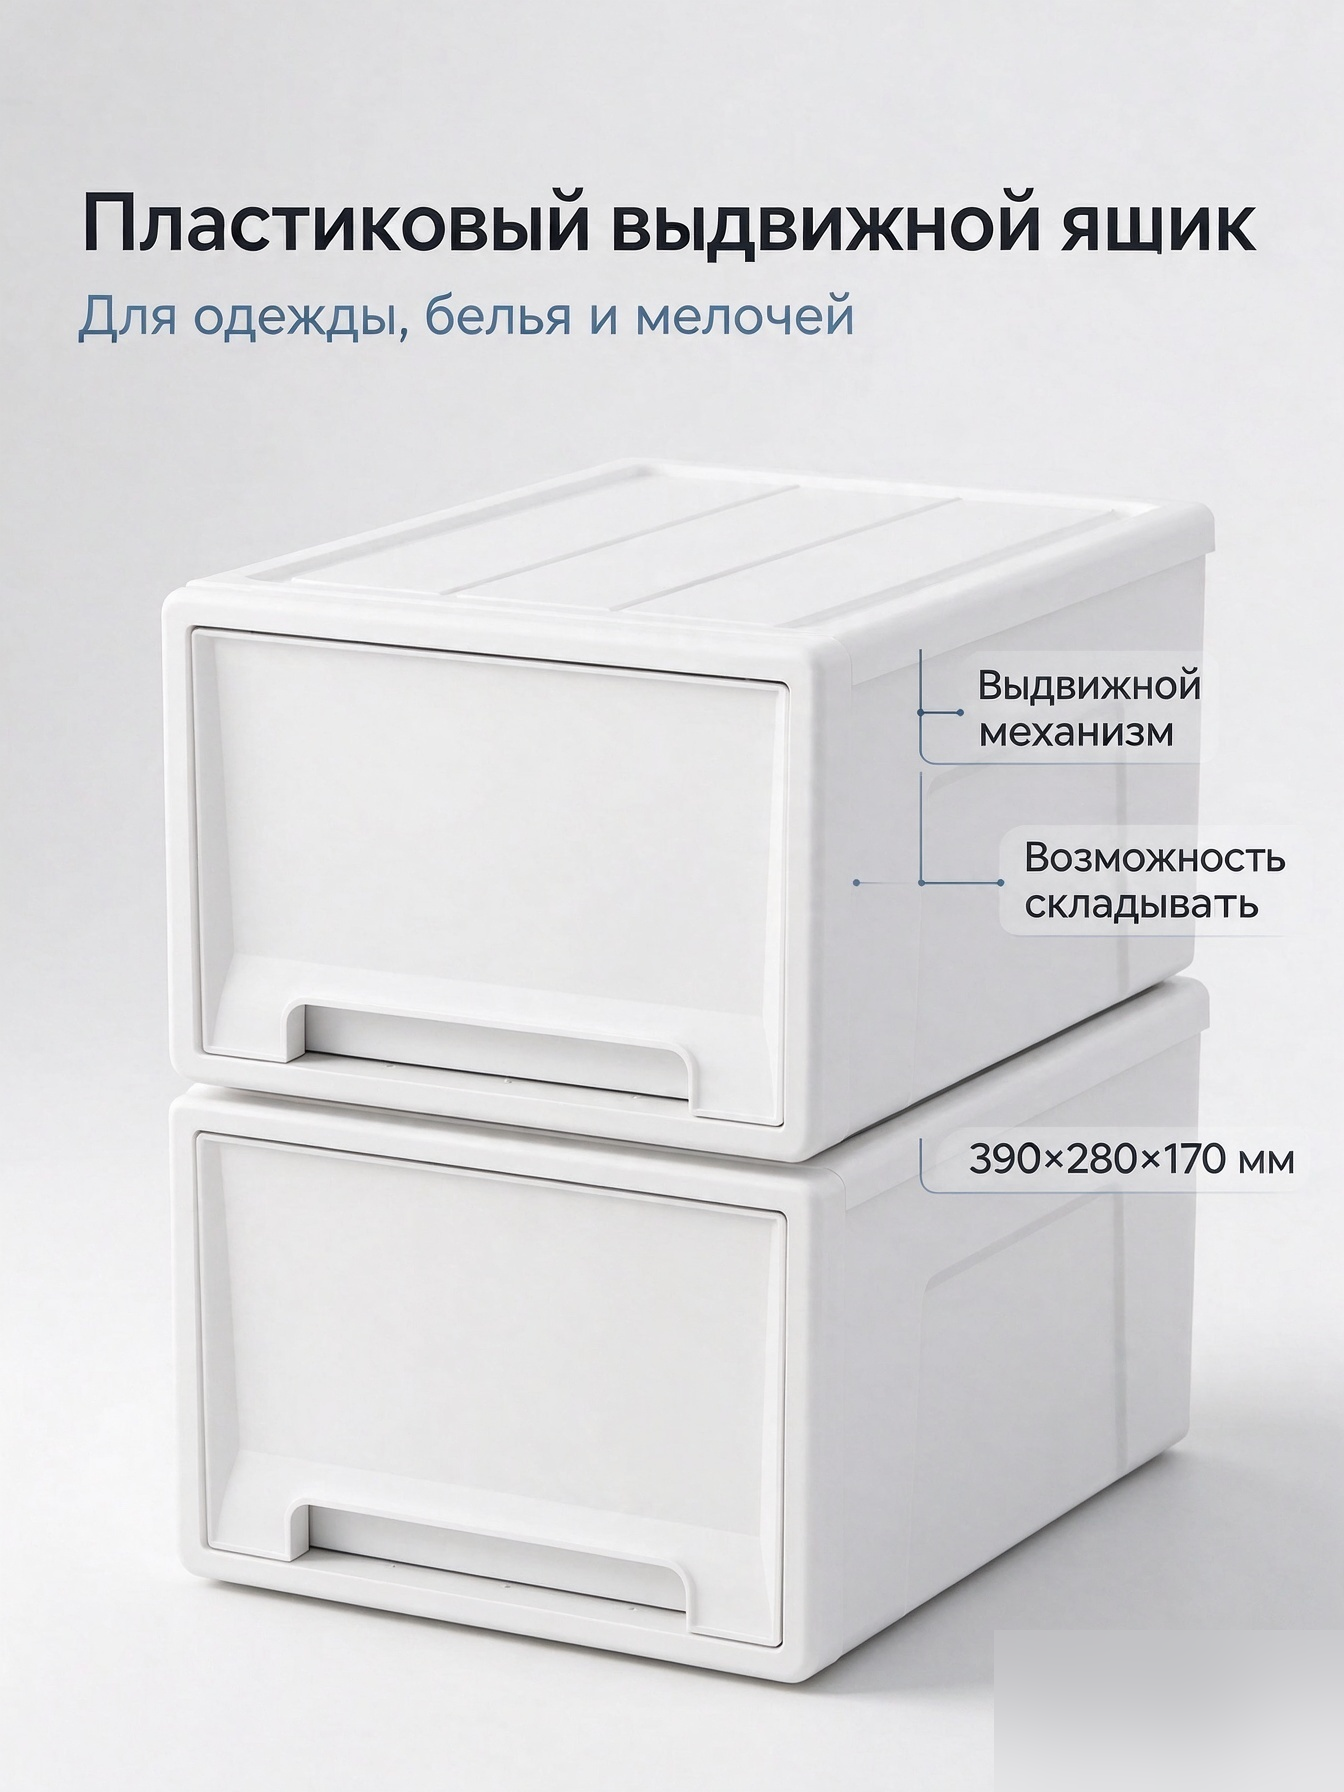 Пластиковый выдвижной ящик
Для одежды, белья и мелочей
Выдвижной
механизм
Возможность
складывать
390×280×170 мм